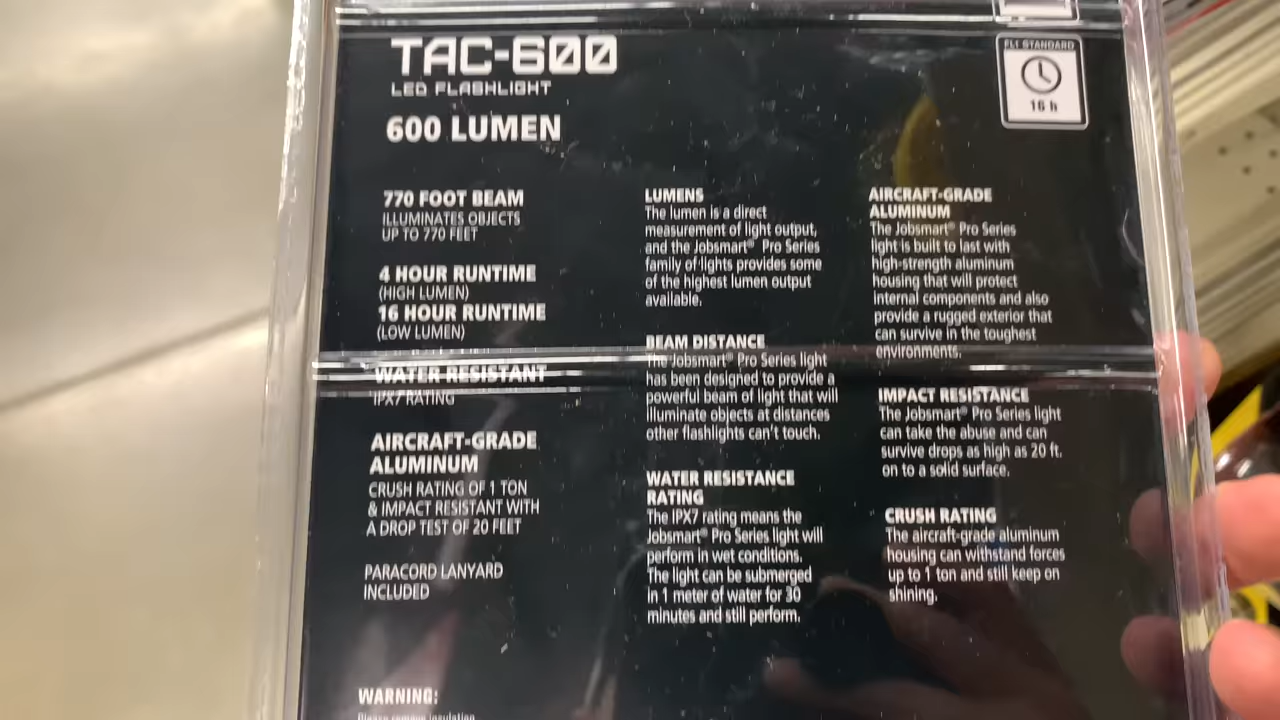 TAC-600
LED FLASHLIGHT
600 LUMEN
FL1 STANDARD
16 h
770 FOOT BEAM
ILLUMINATES OBJECTS
UP TO 770 FEET
4 HOUR RUNTIME
(HIGH LUMEN)
16 HOUR RUNTIME
(LOW LUMEN)
WATER RESISTANT
IPX7 RATING
AIRCRAFT-GRADE
ALUMINUM
CRUSH RATING OF 1 TON
& IMPACT RESISTANT WITH
A DROP TEST OF 20 FEET
PARACORD LANYARD
INCLUDED
WARNING:
Please remove insulation
LUMENS
The lumen is a direct
measurement of light output,
and the Jobsmart® Pro Series
family of lights provides some
of the highest lumen output
available.
BEAM DISTANCE
The Jobsmart® Pro Series light
has been designed to provide a
powerful beam of light that will
illuminate objects at distances
other flashlights can't touch.
WATER RESISTANCE
RATING
The IPX7 rating means the
Jobsmart® Pro Series light will
perform in wet conditions.
The light can be submerged
in 1 meter of water for 30
minutes and still perform.
AIRCRAFT-GRADE
ALUMINUM
The Jobsmart® Pro Series
light is built to last with
high-strength aluminum
housing that will protect
internal components and also
provide a rugged exterior that
can survive in the toughest
environments.
IMPACT RESISTANCE
The Jobsmart® Pro Series light
can take the abuse and can
survive drops as high as 20 ft.
on to a solid surface.
CRUSH RATING
The aircraft-grade aluminum
housing can withstand forces
up to 1 ton and still keep on
shining.